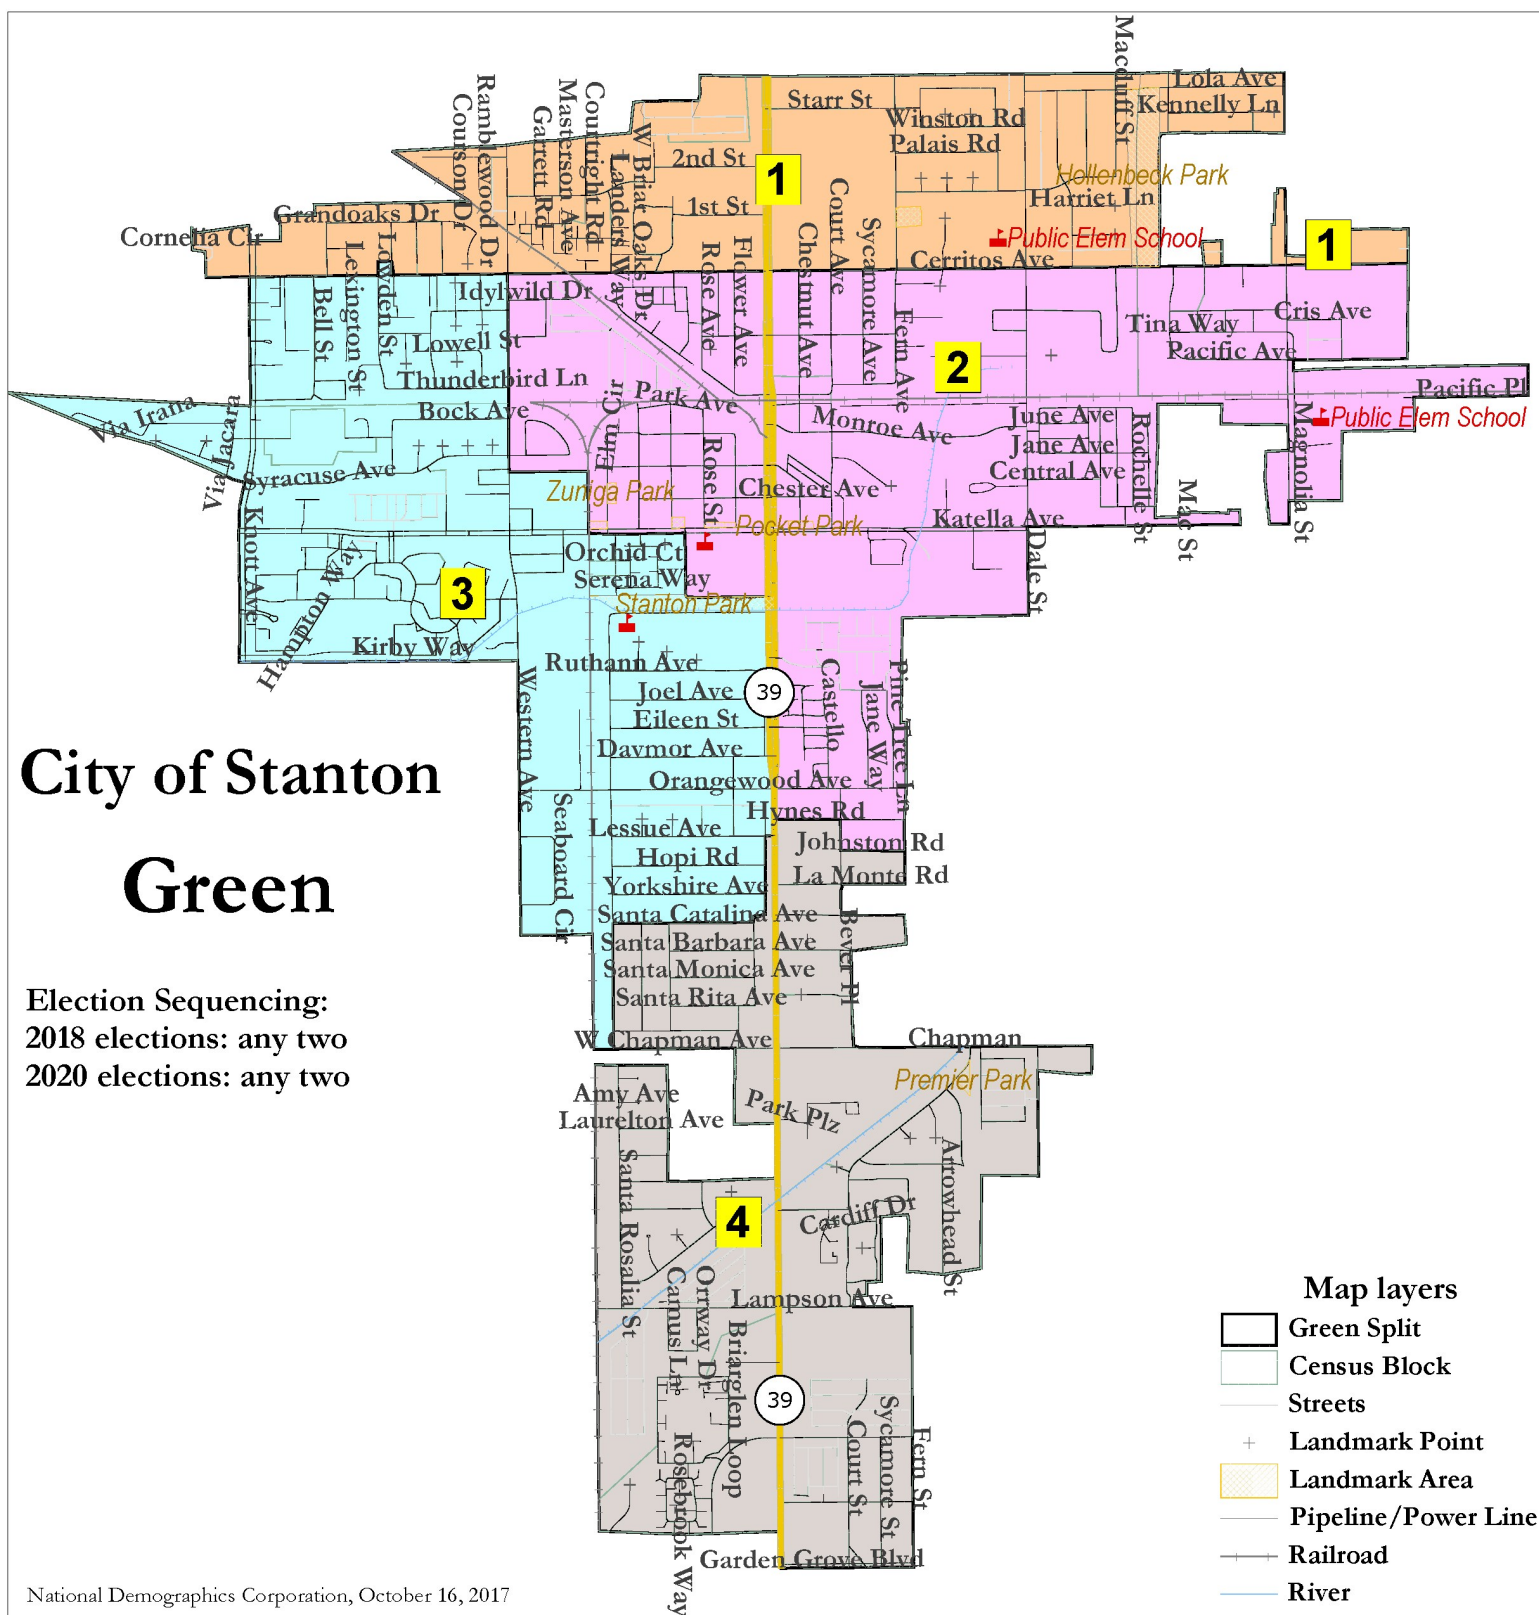 Macduff St
Lola Ave
Kennelly Ln
Starr St
Winston Rd
Palais Rd
Ramblewood Dr
Courson Dr
Garrett Rd
Masterson Ave
Courtright Rd
Landers Way
W Briar Oaks Dr
2nd St
1st St
1
Hollenbeck Park
Harriet Ln
Public Elem School
Cerritos Ave
1
Grandoaks Dr
Cornelia Cir
Lexington St
Lowden St
Bell St
Idylwild Dr
Lowell St
Thunderbird Ln
Bock Ave
Rose Ave
Flower Ave
Chestnut Ave
Court Ave
Sycamore Ave
Fern Ave
2
Tina Way
Cris Ave
Pacific Ave
Pacific Pl
Public Elem School
Magnolia St
Park Ave
Monroe Ave
June Ave
Jane Ave
Central Ave
Rochelle St
Mac St
Via Irana
Via Jacara
Syracuse Ave
Elm Cir
Rose St
Zuniga Park
Chester Ave
Pocket Park
Katella Ave
Dale St
Knott Ave
Hampton Way
3
Kirby Way
Orchid Ct
Serena Way
Stanton Park
Ruthann Ave
Joel Ave
39
Eileen St
Davmor Ave
Orangewood Ave
Castello
Jane Way
Pine Tree Ln
Western Ave
Seaboard Cir
Hynes Rd
Lessue Ave
Johnston Rd
Hopi Rd
La Monte Rd
Yorkshire Ave
Santa Catalina Ave
Santa Barbara Ave
Santa Monica Ave
Santa Rita Ave
Bever Pl
W Chapman Ave
Chapman
City of Stanton
Green
Election Sequencing:
2018 elections: any two
2020 elections: any two
Premier Park
Amy Ave
Laurelton Ave
Park Plz
Santa Rosalia St
Arrowhead St
Cardiff Dr
4
Lampson Ave
Camus Ln
Orrway Dr
Briarglen Loop
39
Rosebrook Way
Court St
Sycamore St
Fern St
Garden Grove Blvd
Map layers
Green Split
Census Block
Streets
Landmark Point
Landmark Area
Pipeline/Power Line
Railroad
River
National Demographics Corporation, October 16, 2017